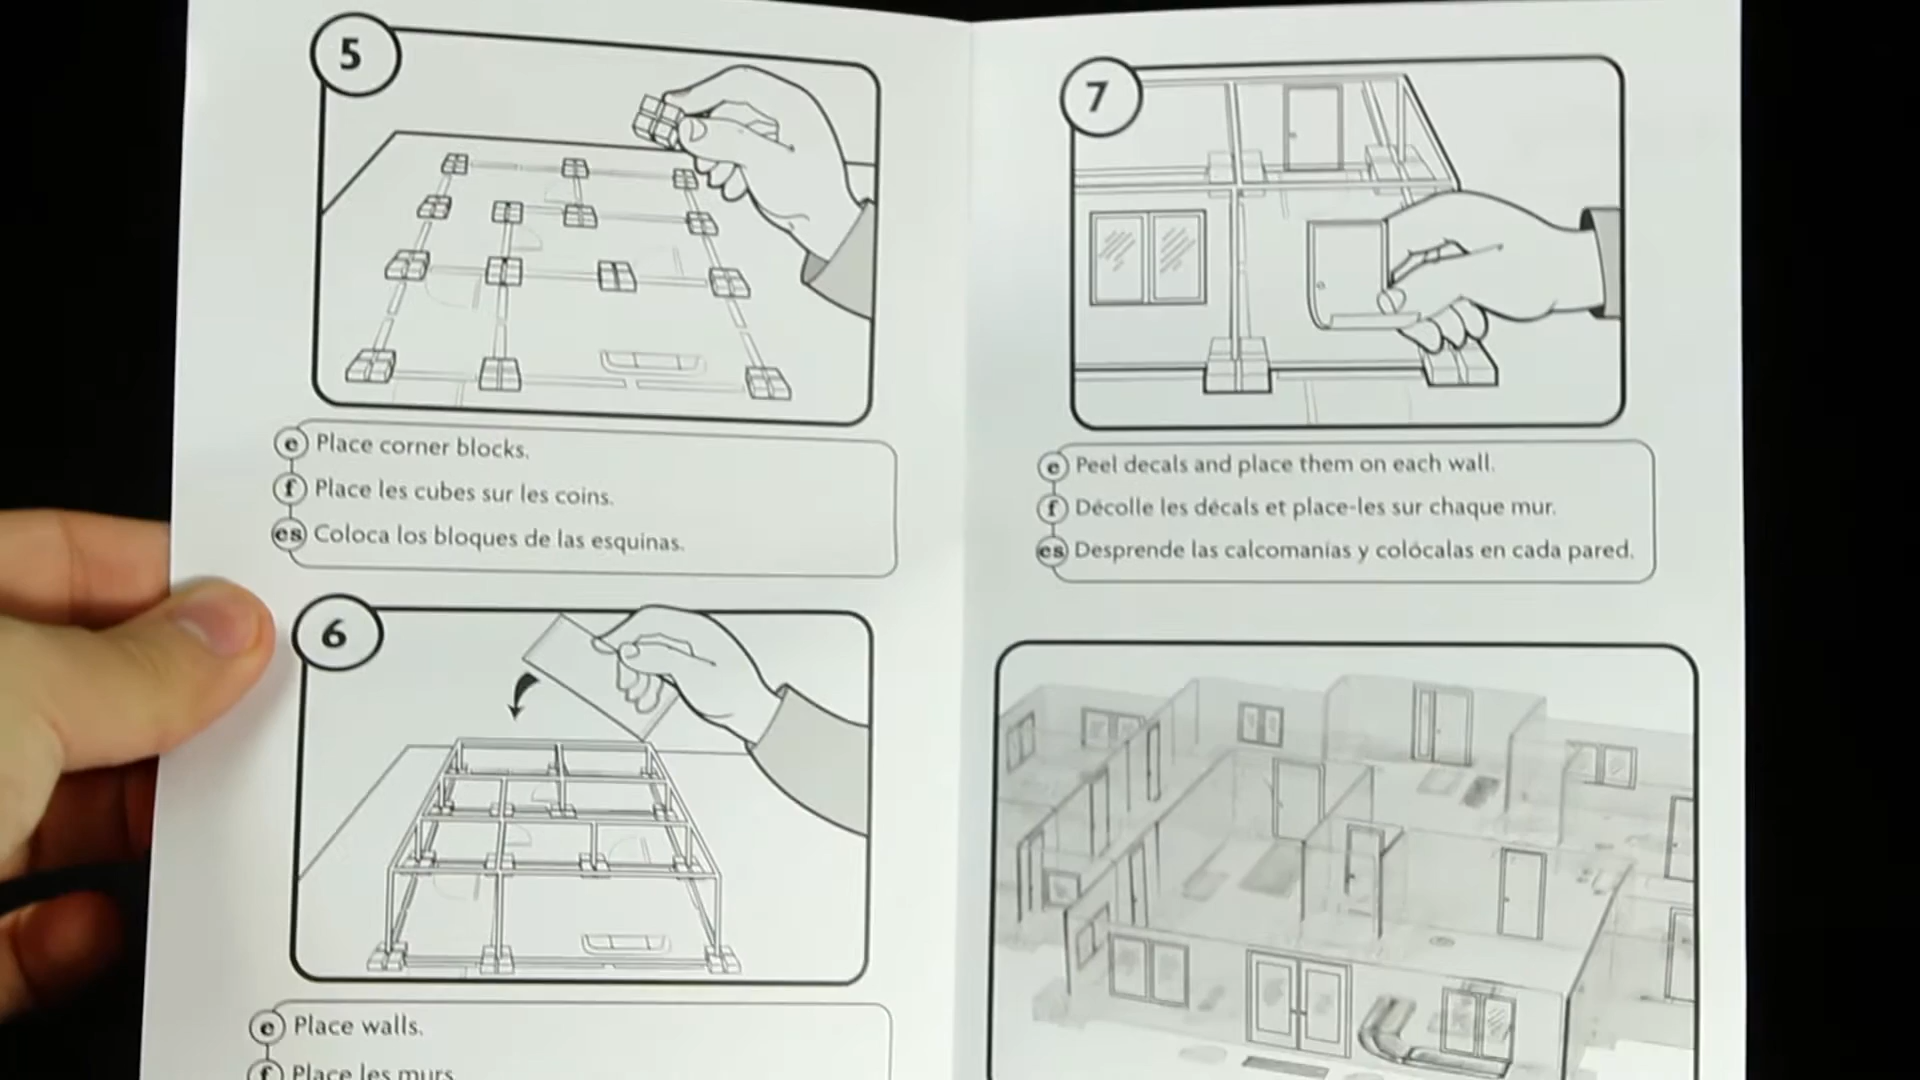 5
e Place corner blocks.
f Place les cubes sur les coins.
es Coloca los bloques de las esquinas.
6
e Place walls.
f Place les murs
7
e Peel decals and place them on each wall.
f Décolle les décals et place-les sur chaque mur.
es Desprende las calcomanías y colócalas en cada pared.